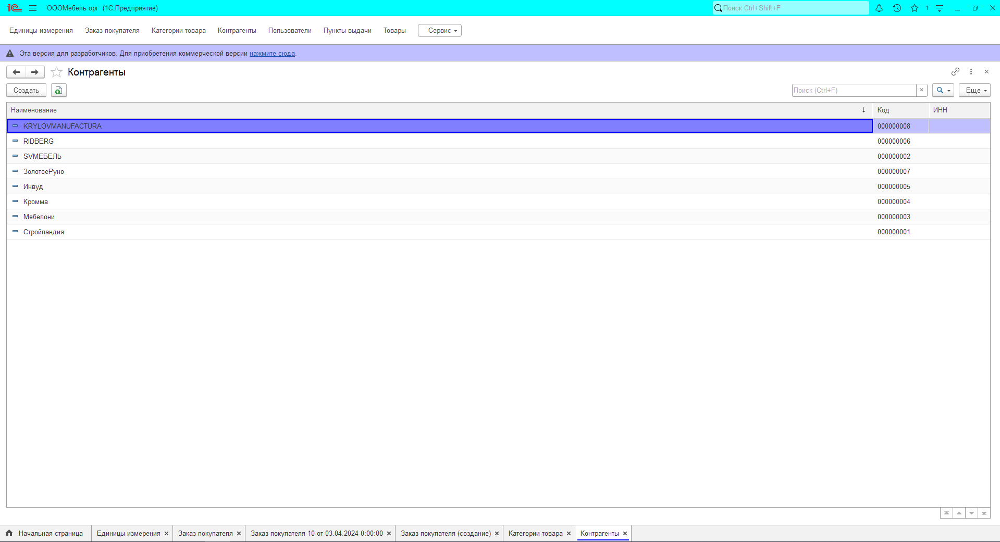 1С ОООМебель орг (1С:Предприятие) Поиск Ctrl+Shift+F 1
Единицы измерения Заказ покупателя Категории товара Контрагенты Пользователи Пункты выдачи Товары Сервис
Эта версия для разработчиков. Для приобретения коммерческой версии нажмите сюда.
Контрагенты
Создать Поиск (Ctrl+F) × Еще
Наименование ↓ Код ИНН
KRYLOVMANUFACTURA 000000008
RIDBERG 000000006
SVМЕБЕЛЬ 000000002
ЗолотоеРуно 000000007
Инвуд 000000005
Кромма 000000004
Мебелони 000000003
Стройландия 000000001
Начальная страница Единицы измерения × Заказ покупателя × Заказ покупателя 10 от 03.04.2024 0:00:00 × Заказ покупателя (создание) × Категории товара × Контрагенты ×